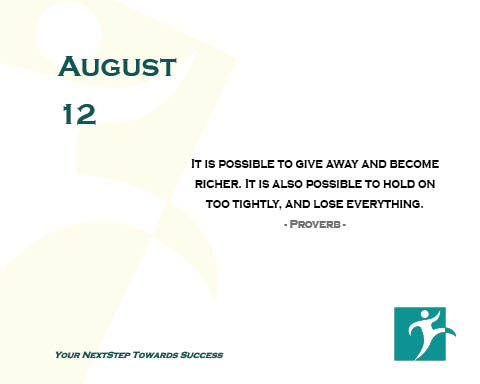 August
12
It is possible to give away and become
richer. It is also possible to hold on
too tightly, and lose everything.
- Proverb -
Your NextStep Towards Success